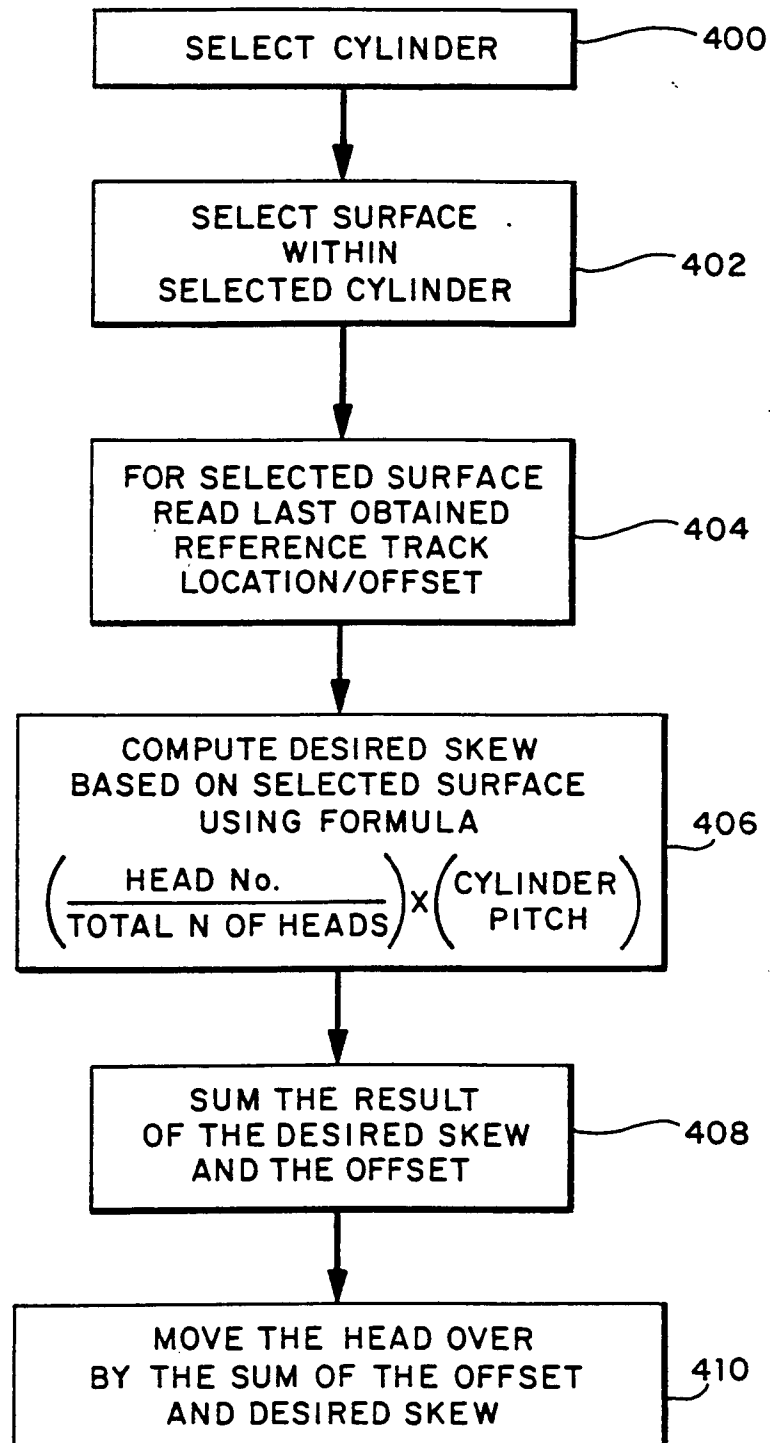 SELECT CYLINDER
400
SELECT SURFACE
WITHIN
SELECTED CYLINDER
402
FOR SELECTED SURFACE
READ LAST OBTAINED
REFERENCE TRACK
LOCATION/OFFSET
404
COMPUTE DESIRED SKEW
BASED ON SELECTED SURFACE
USING FORMULA
(HEAD No. / TOTAL N OF HEADS) X (CYLINDER PITCH)
406
SUM THE RESULT
OF THE DESIRED SKEW
AND THE OFFSET
408
MOVE THE HEAD OVER
BY THE SUM OF THE OFFSET
AND DESIRED SKEW
410